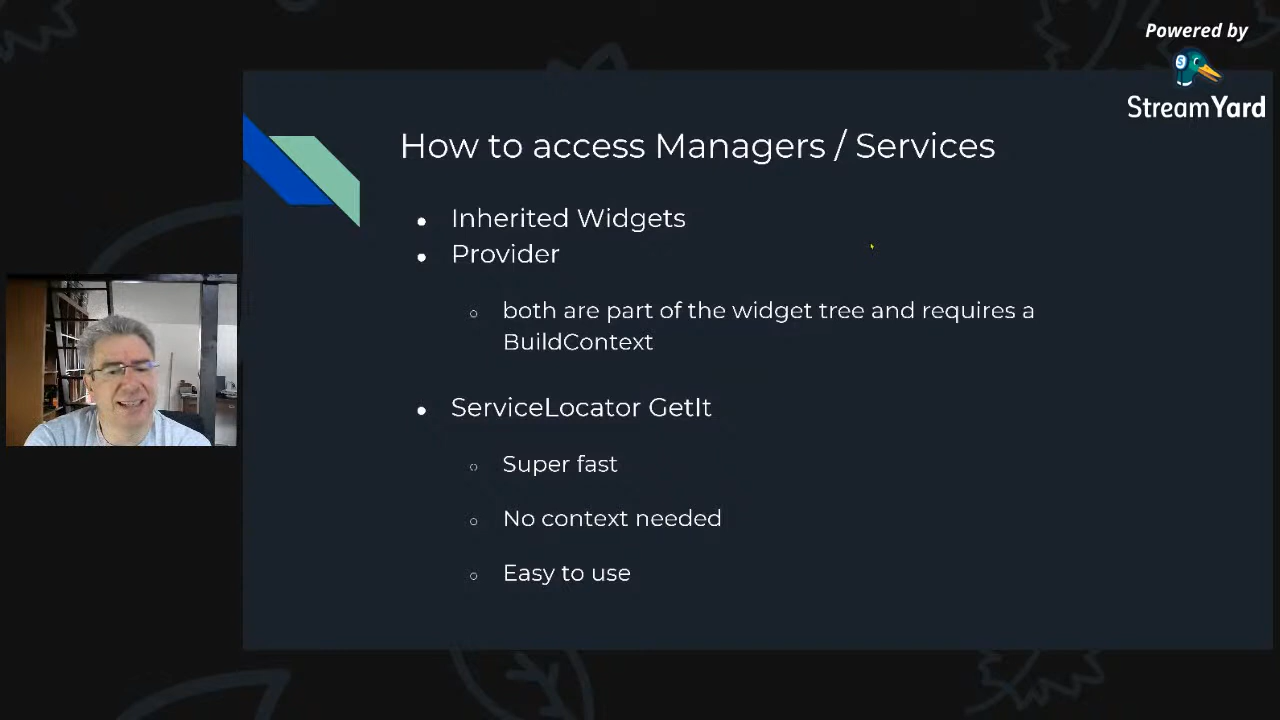 Powered by
StreamYard
How to access Managers / Services
● Inherited Widgets
● Provider
○ both are part of the widget tree and requires a
BuildContext
● ServiceLocator GetIt
○ Super fast
○ No context needed
○ Easy to use